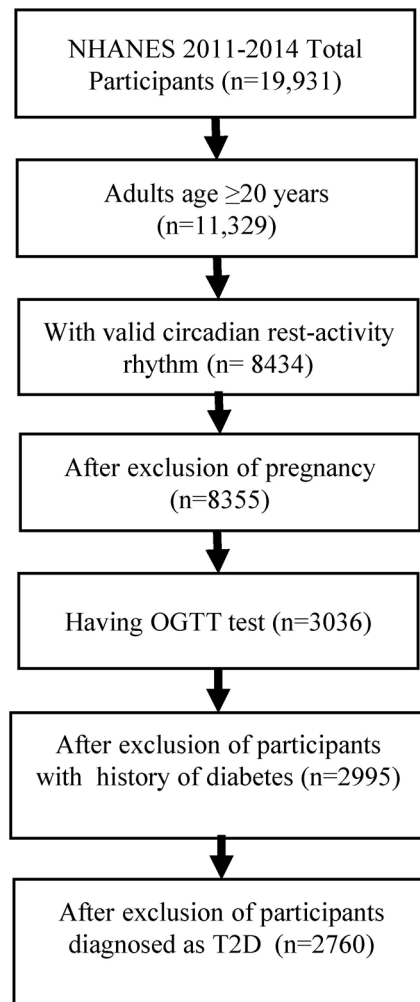 NHANES 2011-2014 Total
Participants (n=19,931)
Adults age ≥20 years
(n=11,329)
With valid circadian rest-activity
rhythm (n= 8434)
After exclusion of pregnancy
(n=8355)
Having OGTT test (n=3036)
After exclusion of participants
with history of diabetes (n=2995)
After exclusion of participants
diagnosed as T2D (n=2760)